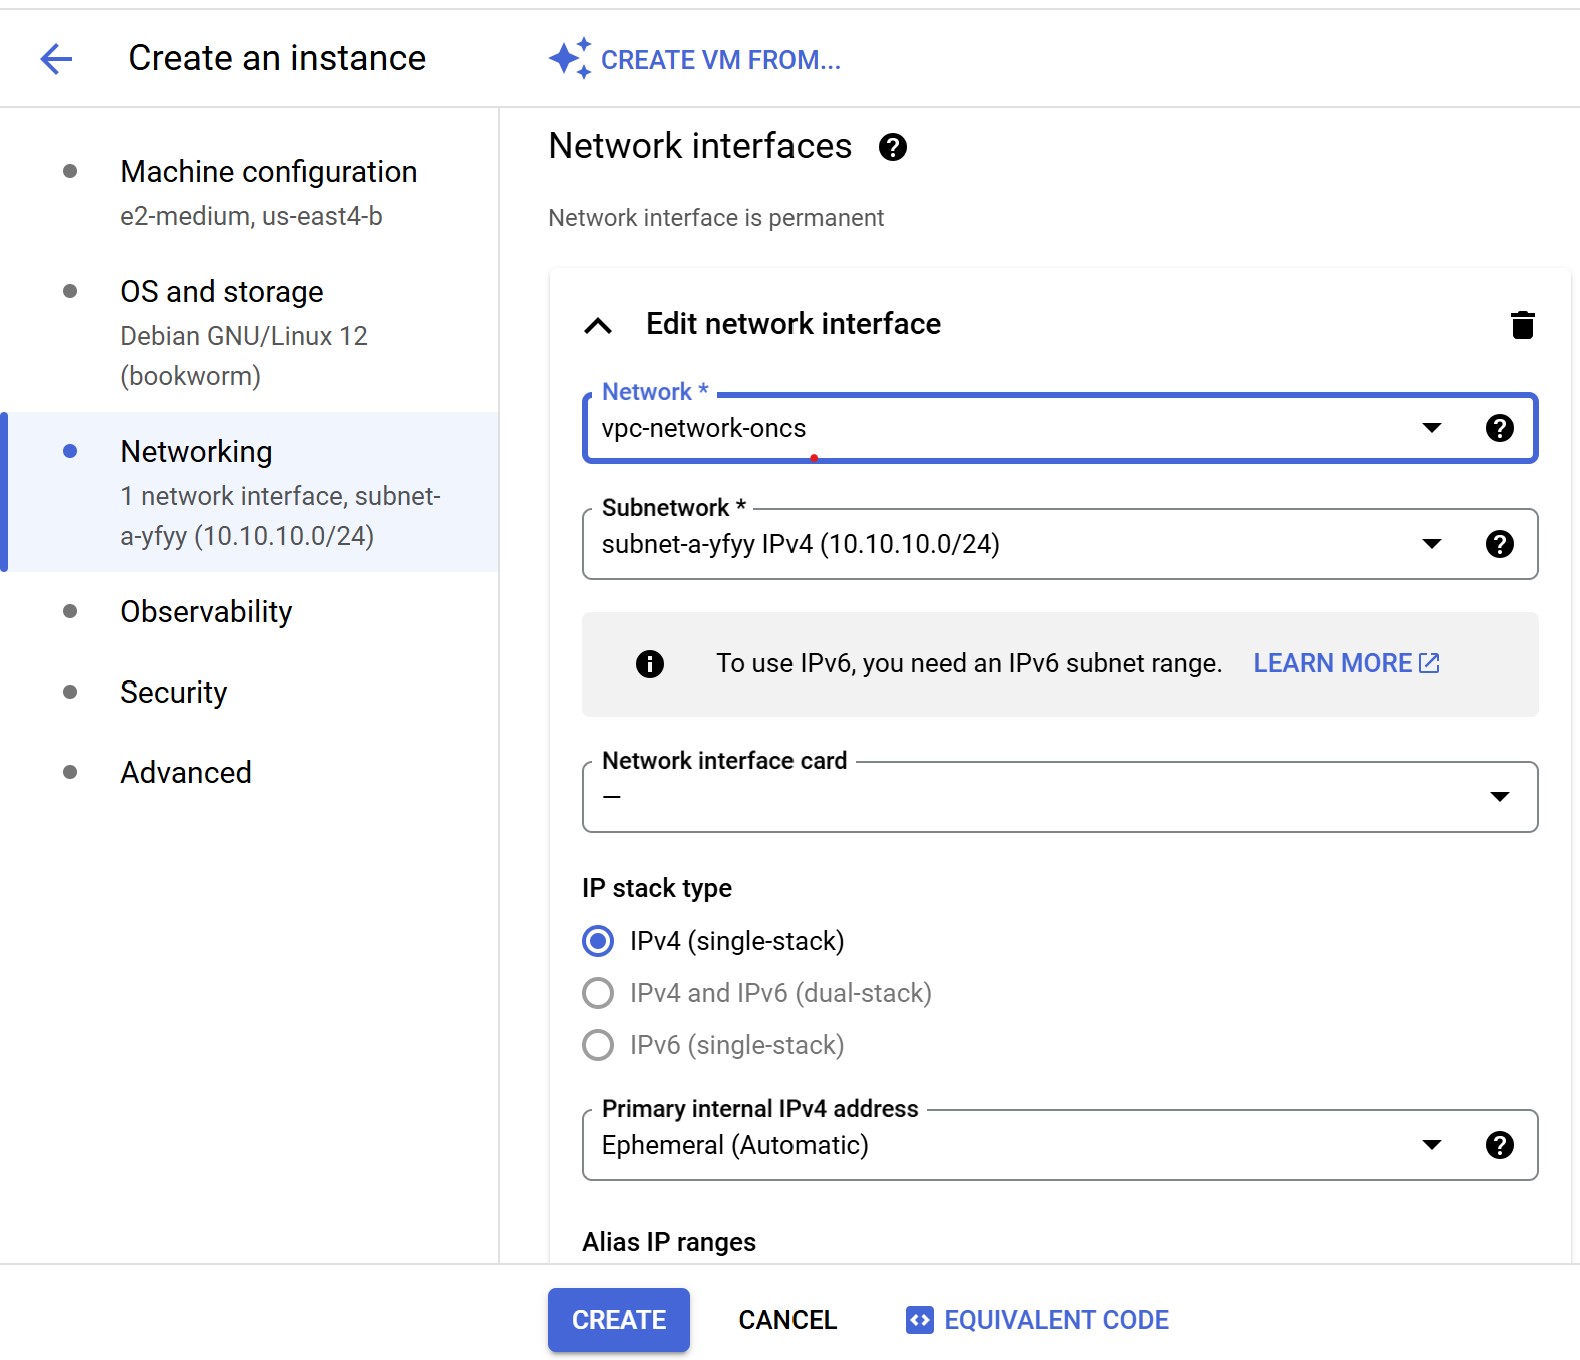 Create an instance
CREATE VM FROM...
Machine configuration
e2-medium, us-east4-b
OS and storage
Debian GNU/Linux 12
(bookworm)
Networking
1 network interface, subnet-
a-yfyy (10.10.10.0/24)
Observability
Security
Advanced
Network interfaces
Network interface is permanent
Edit network interface
Network *
vpc-network-oncs
Subnetwork *
subnet-a-yfyy IPv4 (10.10.10.0/24)
To use IPv6, you need an IPv6 subnet range. LEARN MORE
Network interface card
—
IP stack type
IPv4 (single-stack)
IPv4 and IPv6 (dual-stack)
IPv6 (single-stack)
Primary internal IPv4 address
Ephemeral (Automatic)
Alias IP ranges
CREATE
CANCEL
EQUIVALENT CODE